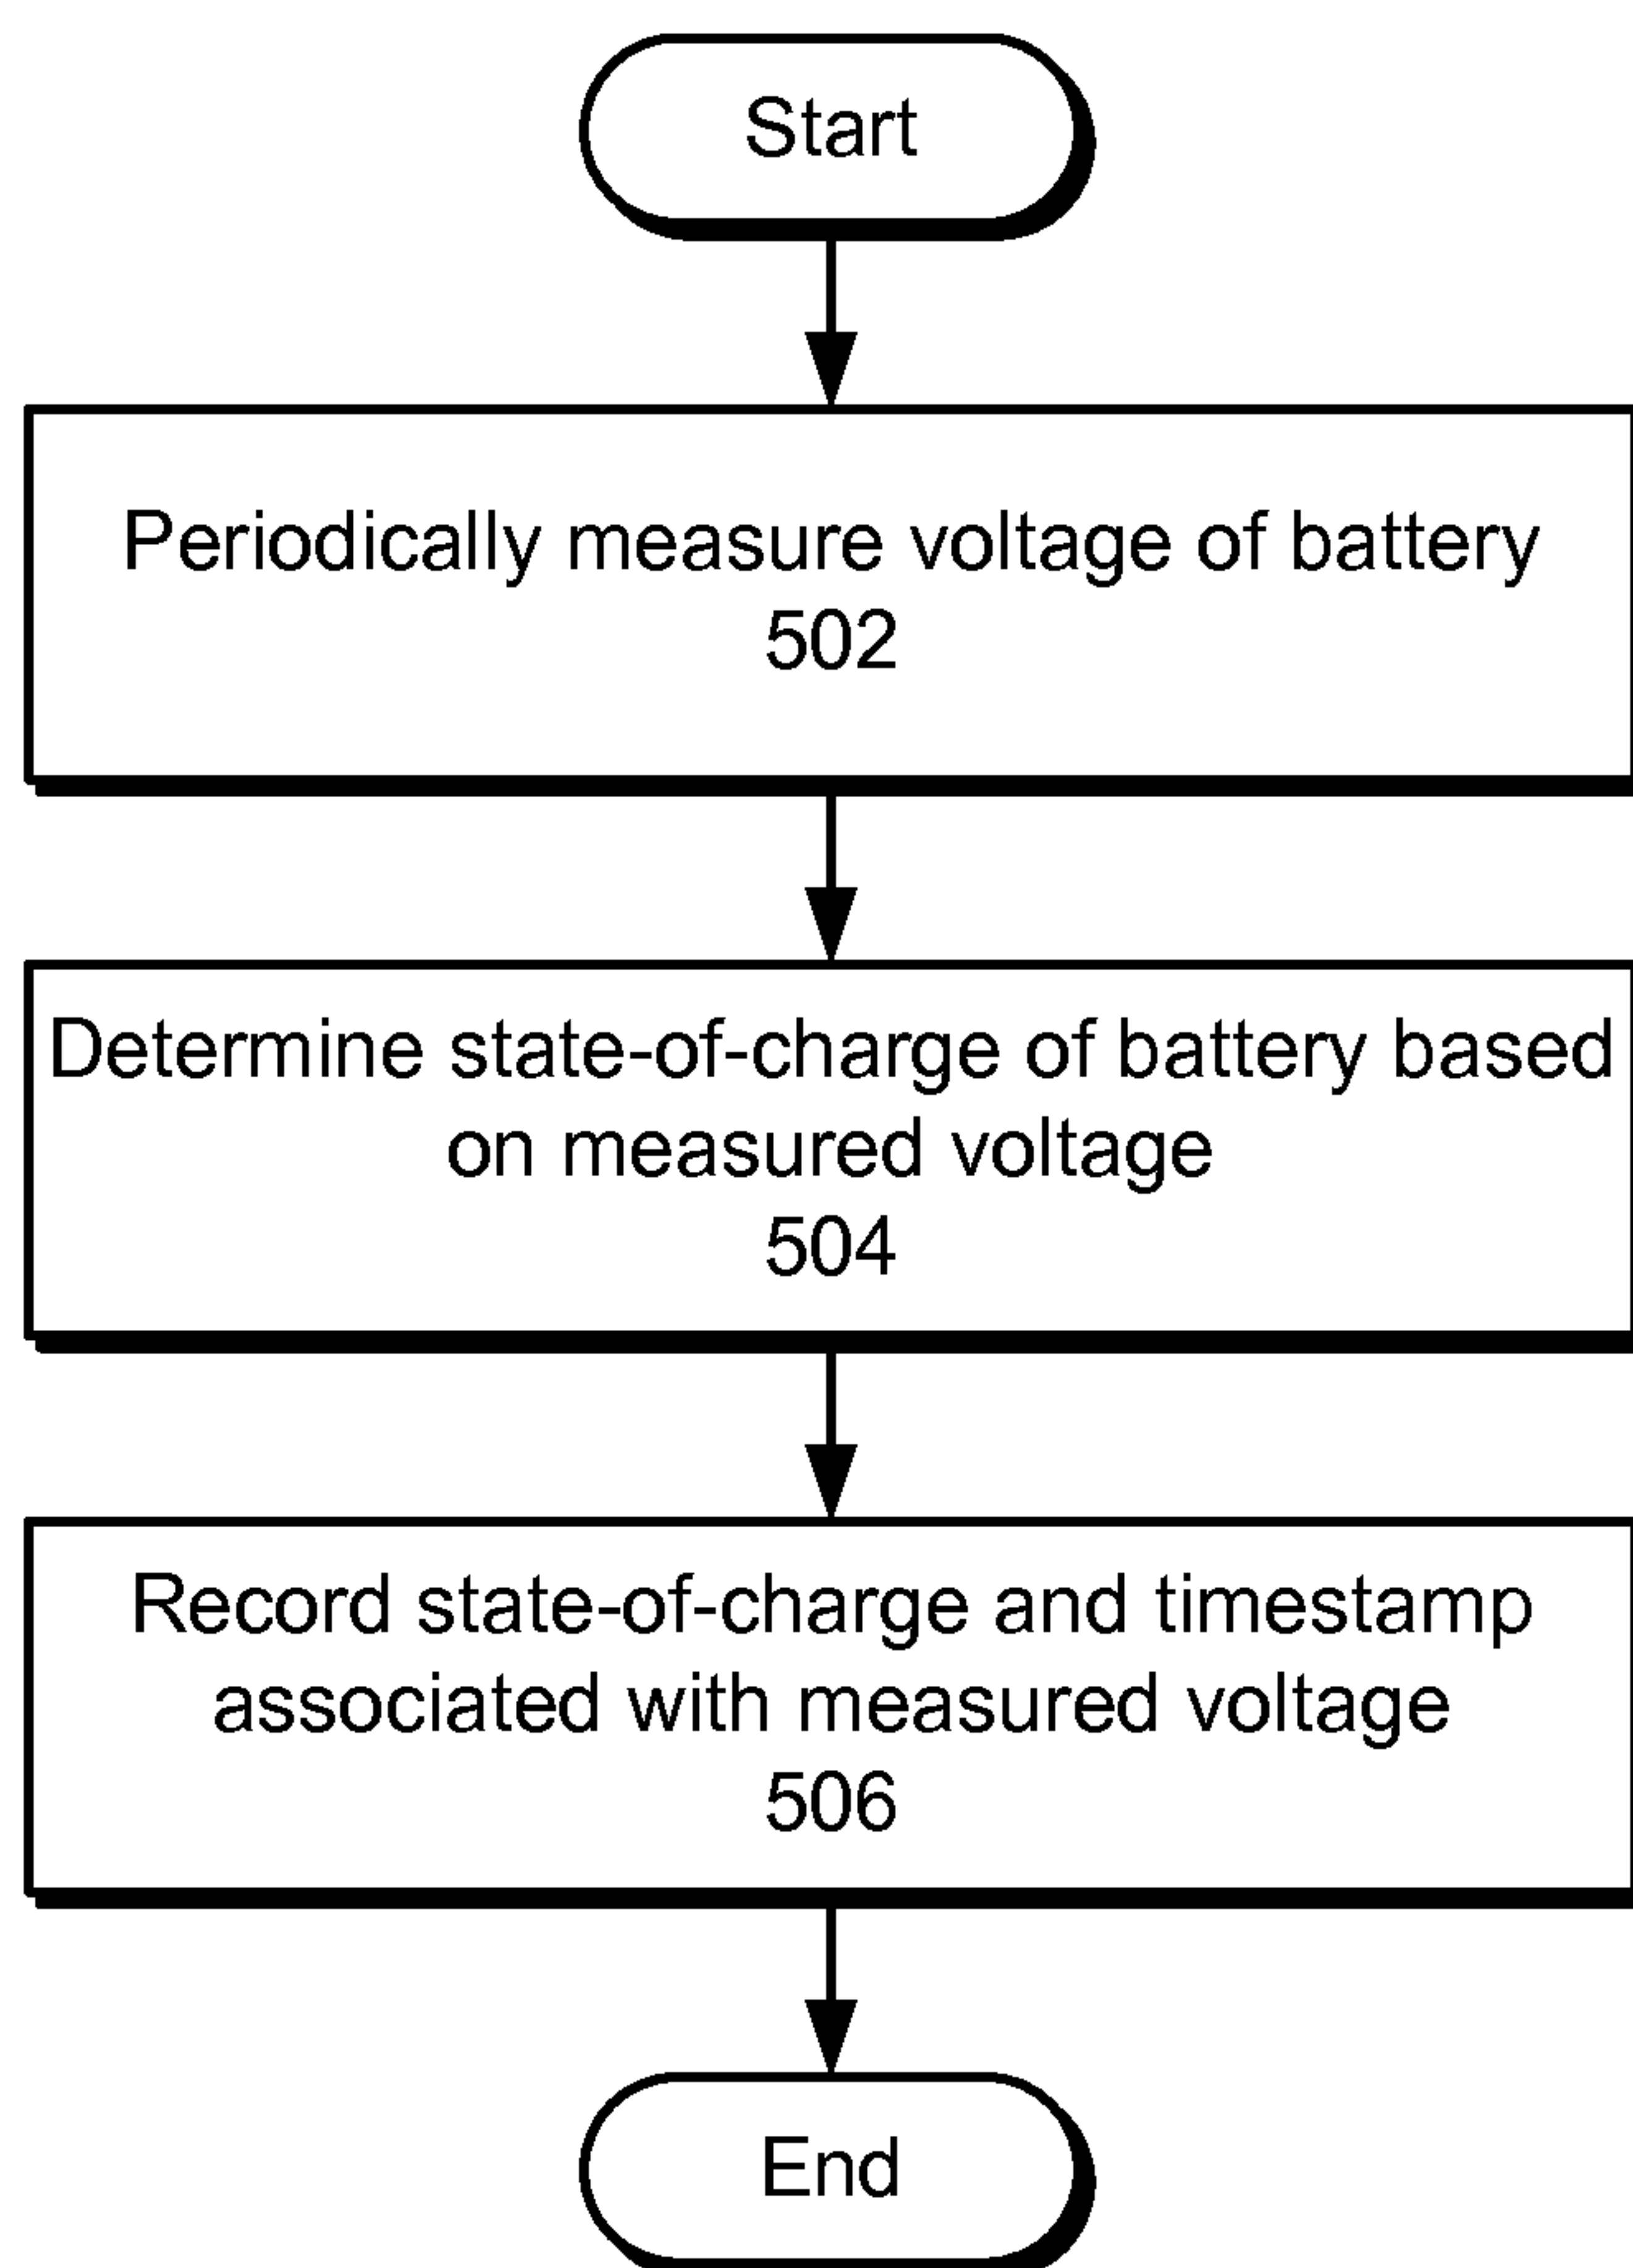 Start
Periodically measure voltage of battery
502
Determine state-of-charge of battery based
on measured voltage
504
Record state-of-charge and timestamp
associated with measured voltage
506
End